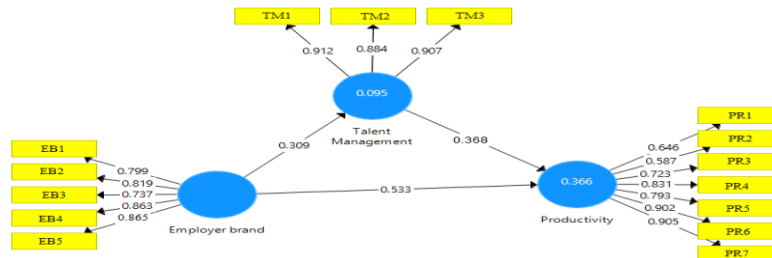 TM1 TM2 TM3
0.912 0.884 0.907
0.095
Talent
Management
0.309 0.368
EB1
EB2
EB3
EB4
EB5
0.799
0.819
0.737
0.863
0.865
Employer brand
0.533
0.366
Productivity
0.646
0.587
0.723
0.831
0.793
0.902
0.905
PR1
PR2
PR3
PR4
PR5
PR6
PR7